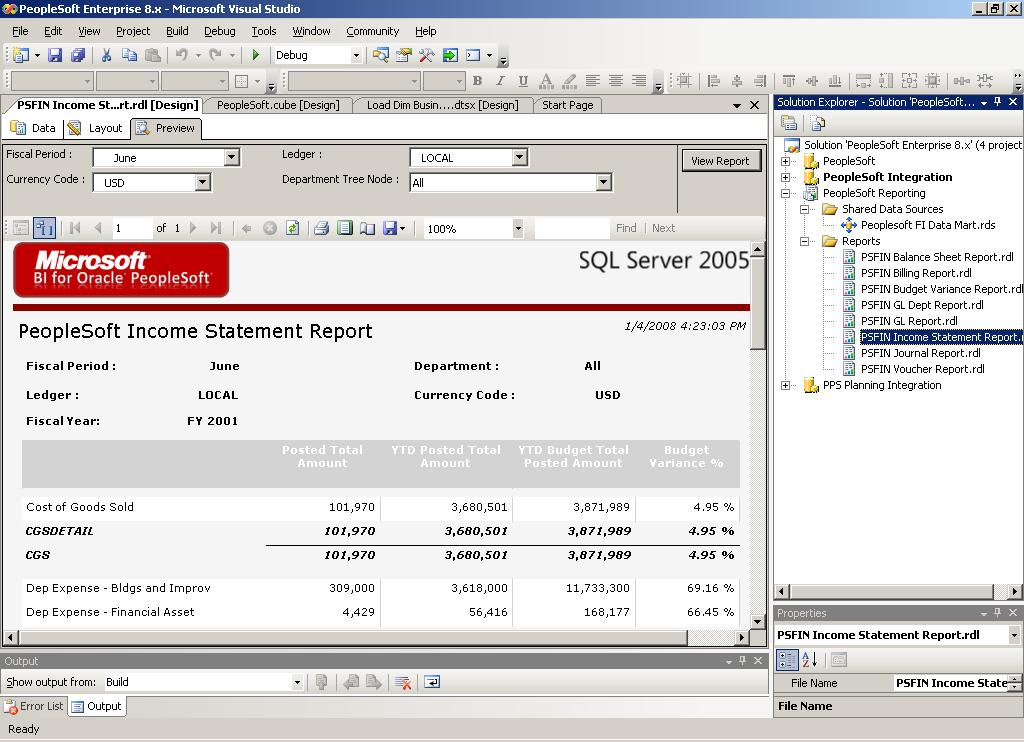 PeopleSoft Enterprise 8.x - Microsoft Visual Studio
File Edit View Project Build Debug Tools Window Community Help
Debug
B I U A
PSFIN Income St...rt.rdl [Design] PeopleSoft.cube [Design] Load Dim Busin....dtsx [Design] Start Page
Data Layout Preview
Fiscal Period : June Ledger : LOCAL View Report
Currency Code : USD Department Tree Node : All
1 of 1 100% Find Next
Microsoft
BI for Oracle PeopleSoft
SQL Server 2005
PeopleSoft Income Statement Report
1/4/2008 4:23:03 PM
Fiscal Period : June Department : All
Ledger : LOCAL Currency Code : USD
Fiscal Year: FY 2001
Posted Total Amount YTD Posted Total Amount YTD Budget Total Posted Amount Budget Variance %
Cost of Goods Sold 101,970 3,680,501 3,871,989 4.95 %
CGSDETAIL 101,970 3,680,501 3,871,989 4.95 %
CGS 101,970 3,680,501 3,871,989 4.95 %
Dep Expense - Bldgs and Improv 309,000 3,618,000 11,733,300 69.16 %
Dep Expense - Financial Asset 4,429 56,416 168,177 66.45 %
Output
Show output from: Build
Error List Output
Ready
Solution Explorer - Solution 'PeopleSoft...
Solution 'PeopleSoft Enterprise 8.x' (4 project
PeopleSoft
PeopleSoft Integration
PeopleSoft Reporting
Shared Data Sources
Peoplesoft FI Data Mart.rds
Reports
PSFIN Balance Sheet Report.rdl
PSFIN Billing Report.rdl
PSFIN Budget Variance Report.rdl
PSFIN GL Dept Report.rdl
PSFIN GL Report.rdl
PSFIN Income Statement Report.r
PSFIN Journal Report.rdl
PSFIN Voucher Report.rdl
PPS Planning Integration
Properties
PSFIN Income Statement Report.rdl
File Name PSFIN Income State
File Name